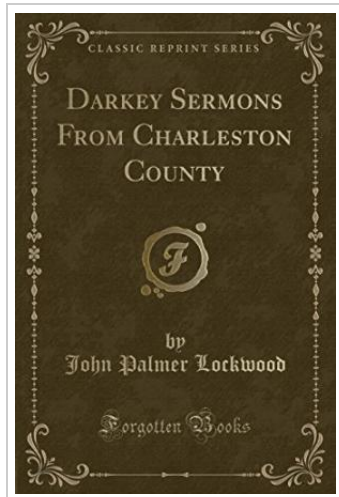 CLASSIC REPRINT SERIES
DARKEY SERMONS
FROM CHARLESTON
COUNTY
F
by
John Palmer Lockwood
Forgotten Books